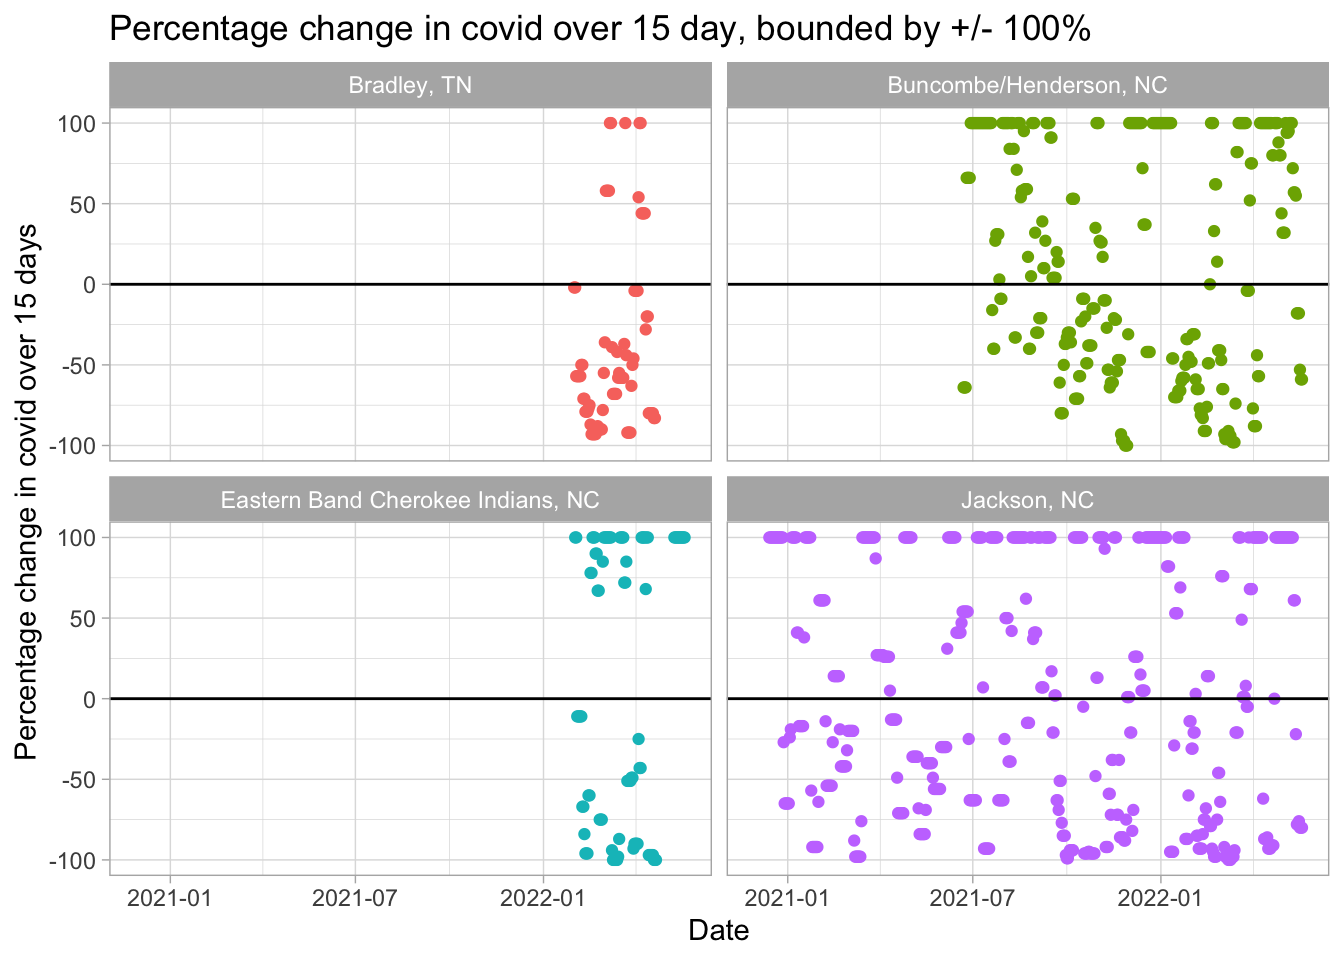 Percentage change in covid over 15 day, bounded by +/- 100%
Bradley, TN
Buncombe/Henderson, NC
100
50
0
-50
-100
Eastern Band Cherokee Indians, NC
Jackson, NC
100
50
0
-50
-100
2021-01
2021-07
2022-01
2021-01
2021-07
2022-01
Date
Percentage change in covid over 15 days